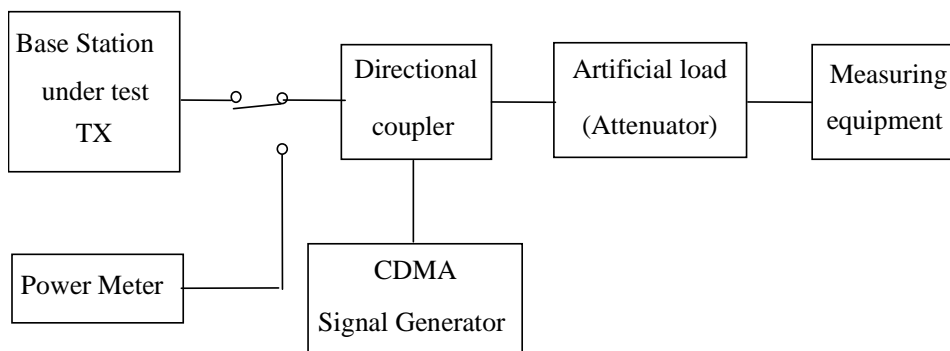 Base Station
under test
TX
Directional
coupler
Artificial load
(Attenuator)
Measuring
equipment
Power Meter
CDMA
Signal Generator